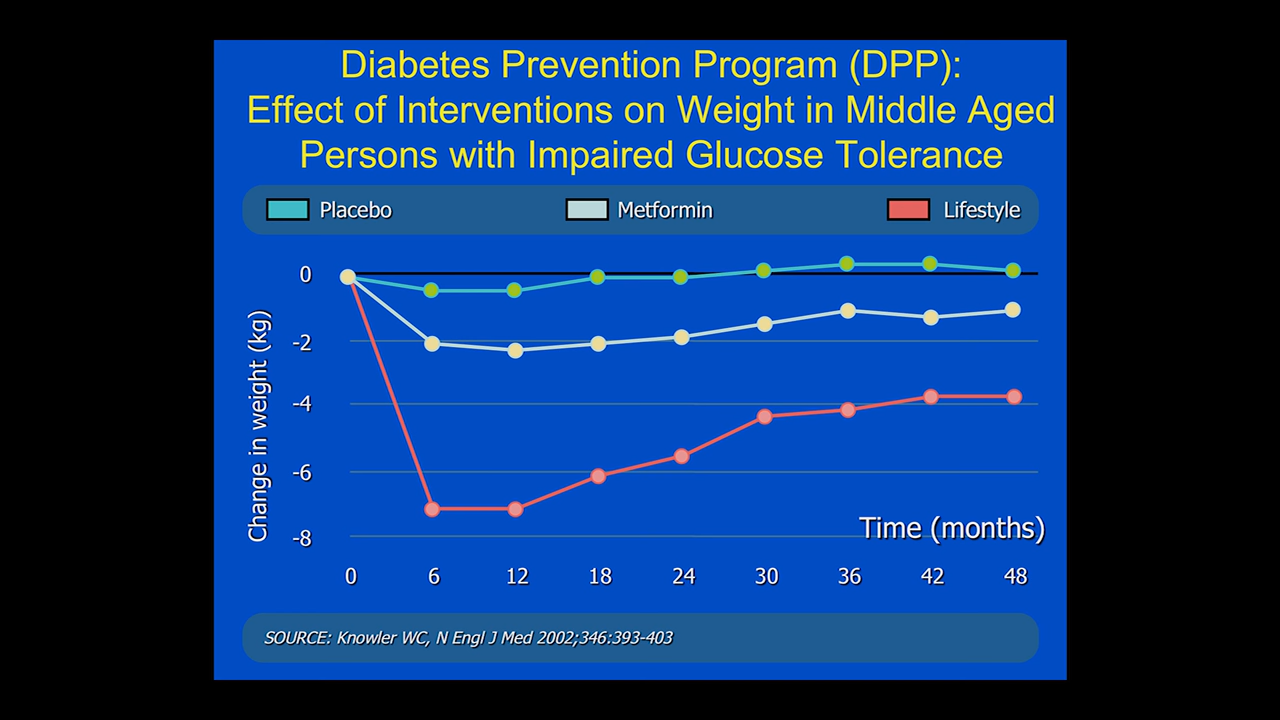 Diabetes Prevention Program (DPP):
Effect of Interventions on Weight in Middle Aged
Persons with Impaired Glucose Tolerance
Placebo Metformin Lifestyle
Change in weight (kg)
0
-2
-4
-6
-8
Time (months)
0 6 12 18 24 30 36 42 48
SOURCE: Knowler WC, N Engl J Med 2002;346:393-403